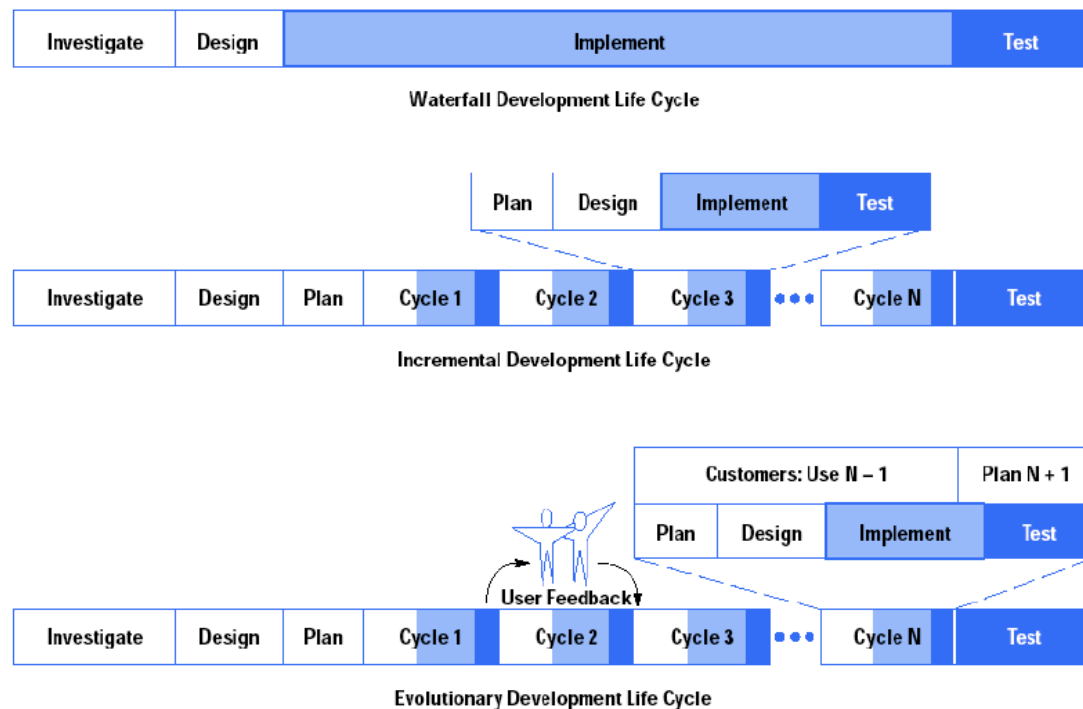 Investigate Design Implement Test
Waterfall Development Life Cycle
Plan Design Implement Test
Investigate Design Plan Cycle 1 Cycle 2 Cycle 3 Cycle N Test
Incremental Development Life Cycle
Customers: Use N – 1 Plan N + 1
Plan Design Implement Test
User Feedback
Investigate Design Plan Cycle 1 Cycle 2 Cycle 3 Cycle N Test
Evolutionary Development Life Cycle